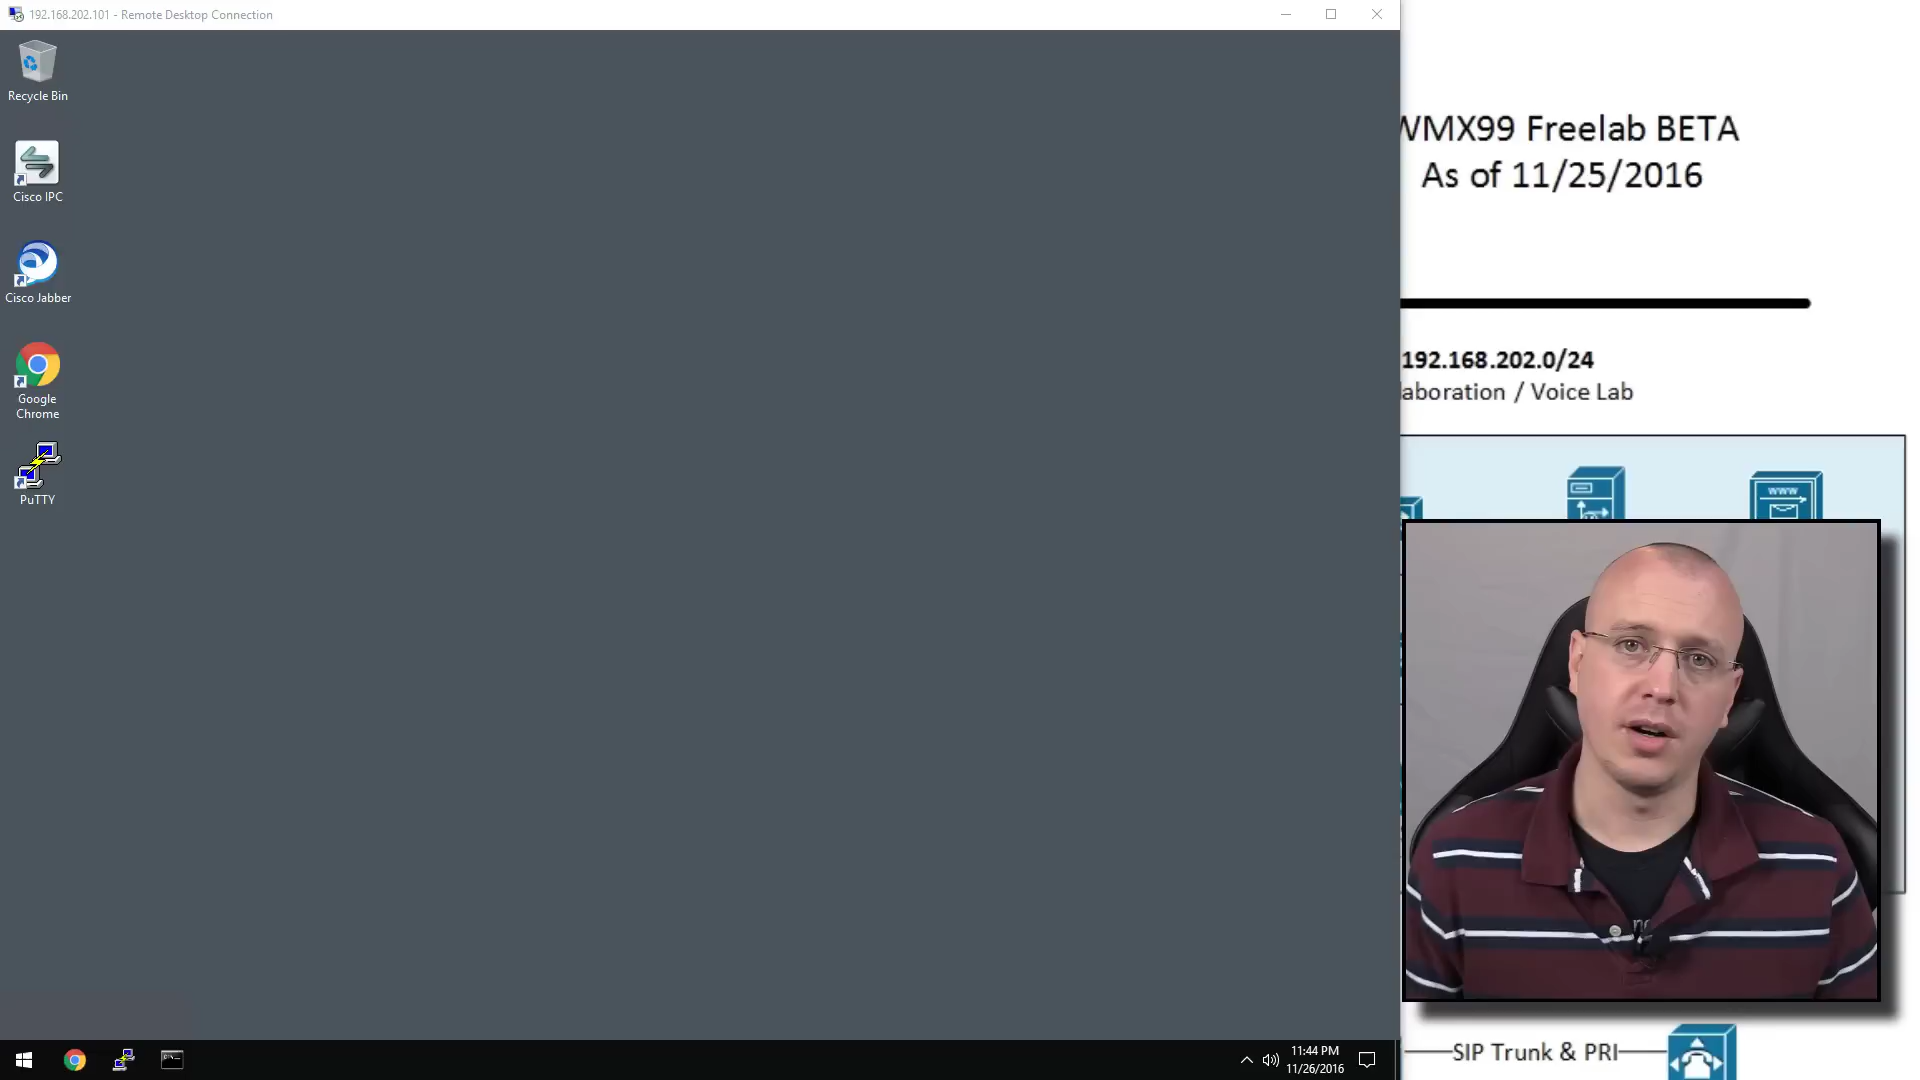 192.168.202.101 - Remote Desktop Connection
Recycle Bin
Cisco IPC
Cisco Jabber
Google
Chrome
PuTTY
WMX99 Freelab BETA
As of 11/25/2016
192.168.202.0/24
laboration / Voice Lab
WWW
SIP Trunk & PRI
11:44 PM
11/26/2016